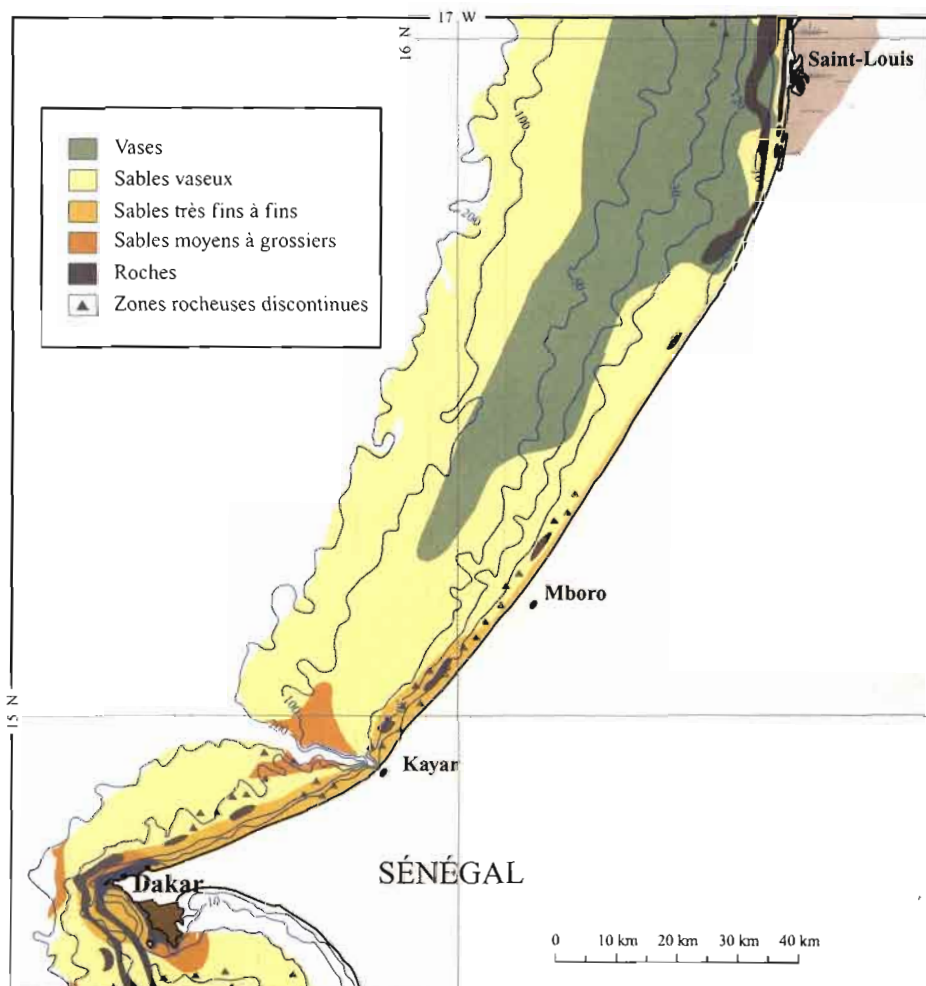 17 W
16 N
Saint-Louis
100
200
Vases
Sables vaseux
Sables très fins à fins
Sables moyens à grossiers
Roches
Zones rocheuses discontinues
Mboro
15 N
100
200
Kayar
SÉNÉGAL
Dakar
10
0 10 km 20 km 30 km 40 km